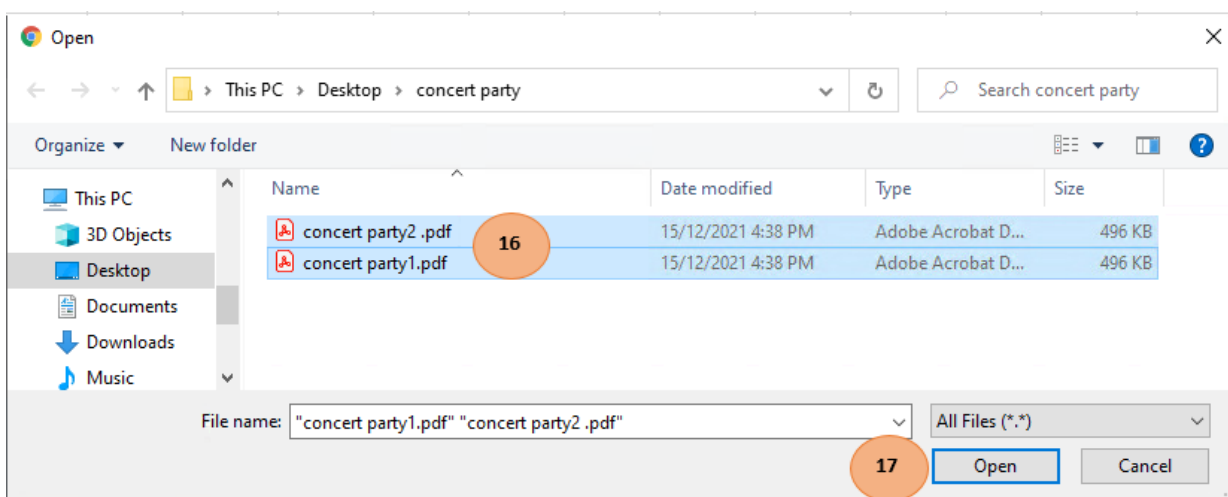 Open
This PC > Desktop > concert party
Search concert party
Organize
New folder
Name Date modified Type Size
This PC
3D Objects
Desktop
Documents
Downloads
Music
concert party2 .pdf 15/12/2021 4:38 PM Adobe Acrobat D... 496 KB
concert party1.pdf 15/12/2021 4:38 PM Adobe Acrobat D... 496 KB
16
File name: "concert party1.pdf" "concert party2 .pdf" All Files (*.*)
17
Open Cancel